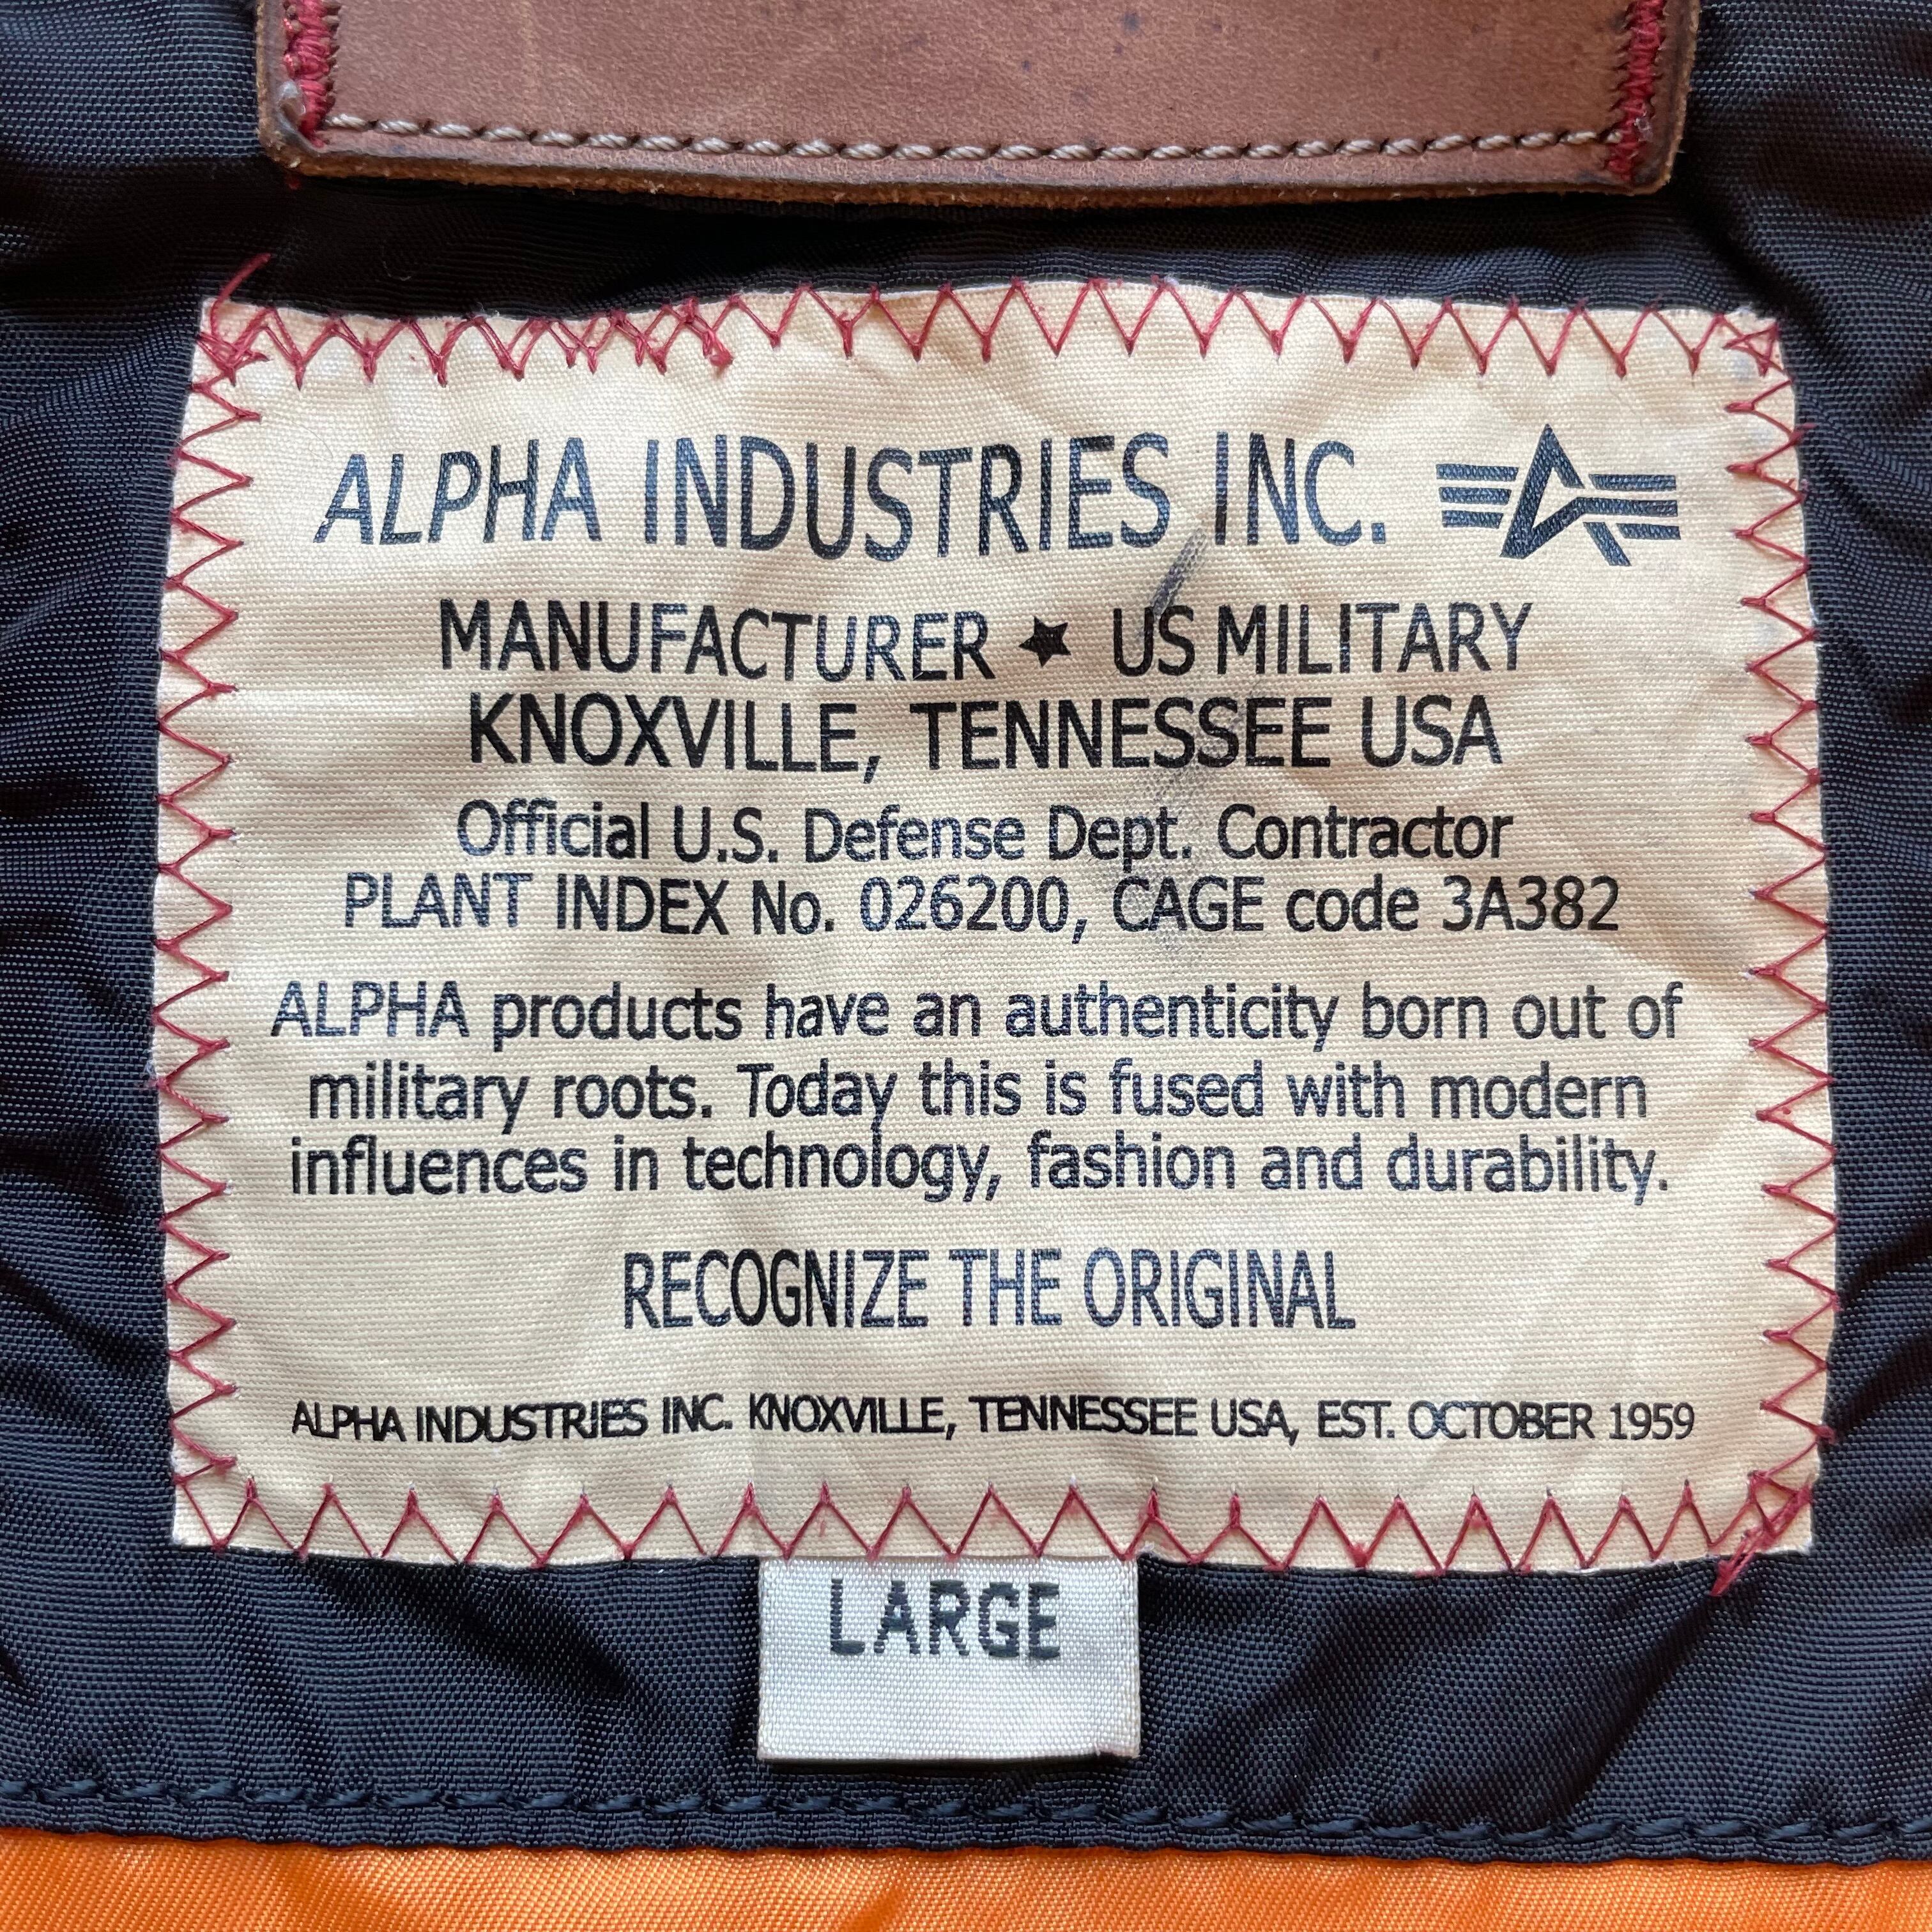 ALPHA INDUSTRIES INC.
MANUFACTURER ★ US MILITARY
KNOXVILLE, TENNESSEE USA
Official U.S. Defense Dept. Contractor
PLANT INDEX No. 026200, CAGE code 3A382
ALPHA products have an authenticity born out of
military roots. Today this is fused with modern
influences in technology, fashion and durability.
RECOGNIZE THE ORIGINAL
ALPHA INDUSTRIES INC. KNOXVILLE, TENNESSEE USA, EST. OCTOBER 1959
LARGE